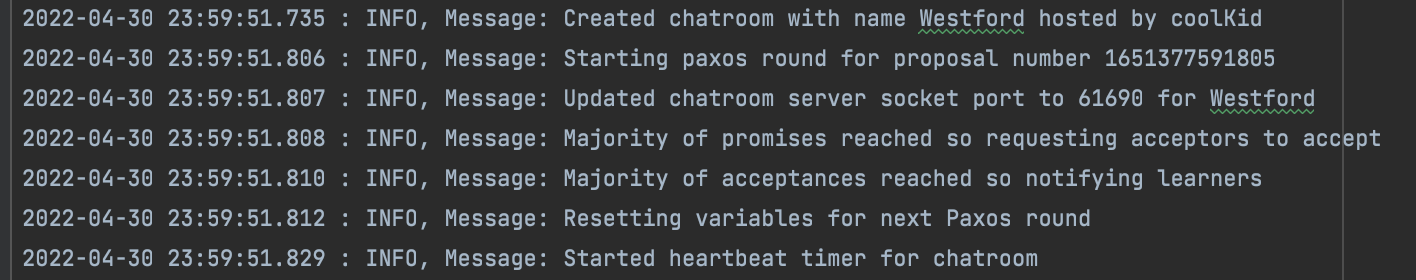 2022-04-30 23:59:51.735 : INFO, Message: Created chatroom with name Westford hosted by coolKid
2022-04-30 23:59:51.806 : INFO, Message: Starting paxos round for proposal number 1651377591805
2022-04-30 23:59:51.807 : INFO, Message: Updated chatroom server socket port to 61690 for Westford
2022-04-30 23:59:51.808 : INFO, Message: Majority of promises reached so requesting acceptors to accept
2022-04-30 23:59:51.810 : INFO, Message: Majority of acceptances reached so notifying learners
2022-04-30 23:59:51.812 : INFO, Message: Resetting variables for next Paxos round
2022-04-30 23:59:51.829 : INFO, Message: Started heartbeat timer for chatroom